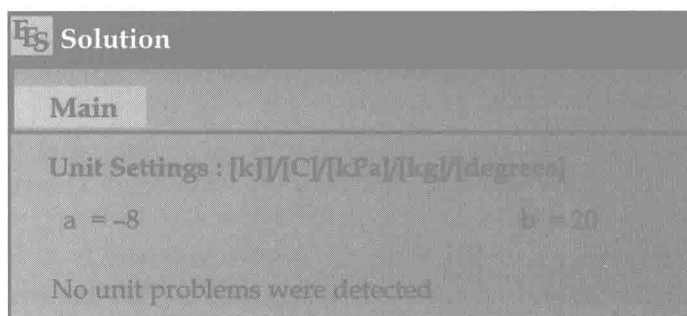 EES Solution
Main
Unit Settings : [kJ]/[C]/[kPa]/[kg]/[degrees]
a = –8 b = 20
No unit problems were detected